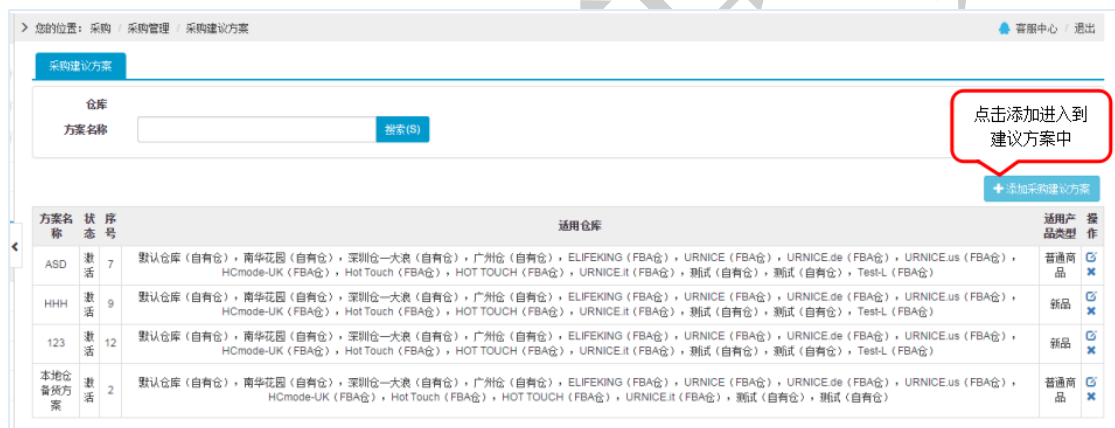 您的位置： 采购 / 采购管理 / 采购建议方案
客服中心 / 退出
采购建议方案
仓库
方案名称
搜索(S)
点击添加进入到
建议方案中
添加采购建议方案
方案名称 状态 序号 适用仓库 适用产品类型 操作
ASD 激活 7 默认仓库（自有仓），南华花园（自有仓），深圳仓一大浪（自有仓），广州仓（自有仓），ELIFEKING（FBA仓），URNICE（FBA仓），URNICE.de（FBA仓），URNICE.us（FBA仓），
HCmode-UK（FBA仓），Hot Touch（FBA仓），HOT TOUCH（FBA仓），URNICE.it（FBA仓），测试（自有仓），测试（自有仓），Test-L（FBA仓） 普通商品
HHH 激活 9 默认仓库（自有仓），南华花园（自有仓），深圳仓一大浪（自有仓），广州仓（自有仓），ELIFEKING（FBA仓），URNICE（FBA仓），URNICE.de（FBA仓），URNICE.us（FBA仓），
HCmode-UK（FBA仓），Hot Touch（FBA仓），HOT TOUCH（FBA仓），URNICE.it（FBA仓），测试（自有仓），测试（自有仓），Test-L（FBA仓） 新品
123 激活 12 默认仓库（自有仓），南华花园（自有仓），深圳仓一大浪（自有仓），广州仓（自有仓），ELIFEKING（FBA仓），URNICE（FBA仓），URNICE.de（FBA仓），URNICE.us（FBA仓），
HCmode-UK（FBA仓），Hot Touch（FBA仓），HOT TOUCH（FBA仓），URNICE.it（FBA仓），测试（自有仓），测试（自有仓），Test-L（FBA仓） 新品
本地仓备货方案 激活 2 默认仓库（自有仓），南华花园（自有仓），深圳仓一大浪（自有仓），广州仓（自有仓），ELIFEKING（FBA仓），URNICE（FBA仓），URNICE.de（FBA仓），URNICE.us（FBA仓），
HCmode-UK（FBA仓），Hot Touch（FBA仓），HOT TOUCH（FBA仓），URNICE.it（FBA仓），测试（自有仓），测试（自有仓） 普通商品